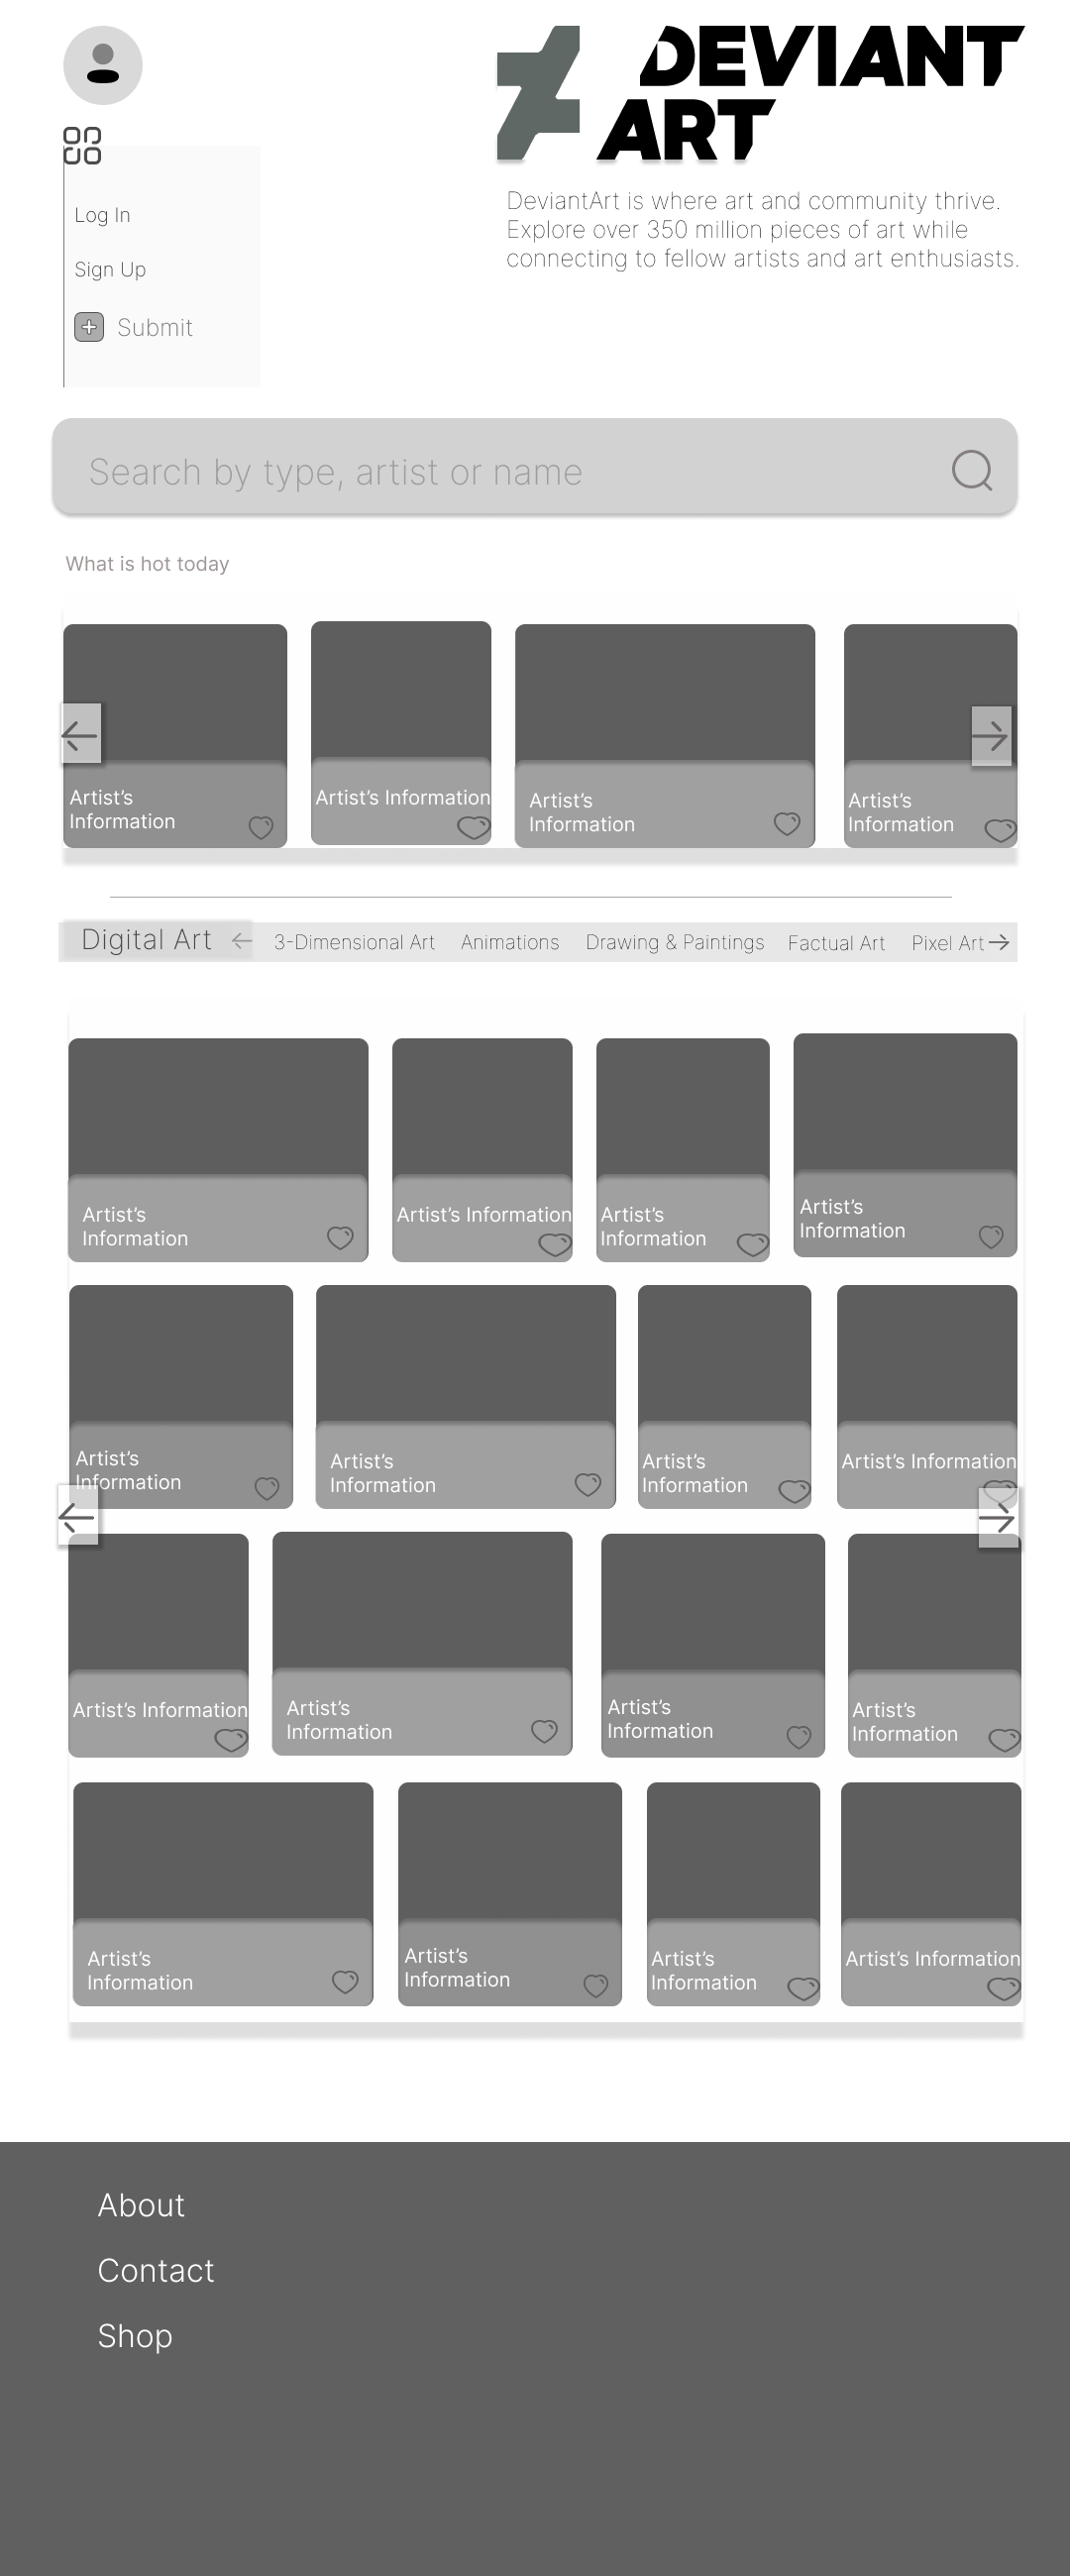 DEVIANT
ART
DeviantArt is where art and community thrive.
Explore over 350 million pieces of art while
connecting to fellow artists and art enthusiasts.
Log In
Sign Up
Submit
Search by type, artist or name
What is hot today
Artist’s
Information
Artist’s Information
Artist’s
Information
Artist’s
Information
Digital Art
3-Dimensional Art
Animations
Drawing & Paintings
Factual Art
Pixel Art
Artist’s
Information
Artist’s Information
Artist’s
Information
Artist’s
Information
Artist’s
Information
Artist’s
Information
Artist’s
Information
Artist’s Information
Artist’s Information
Artist’s
Information
Artist’s
Information
Artist’s
Information
Artist’s
Information
Artist’s
Information
Artist’s
Information
Artist’s Information
About
Contact
Shop